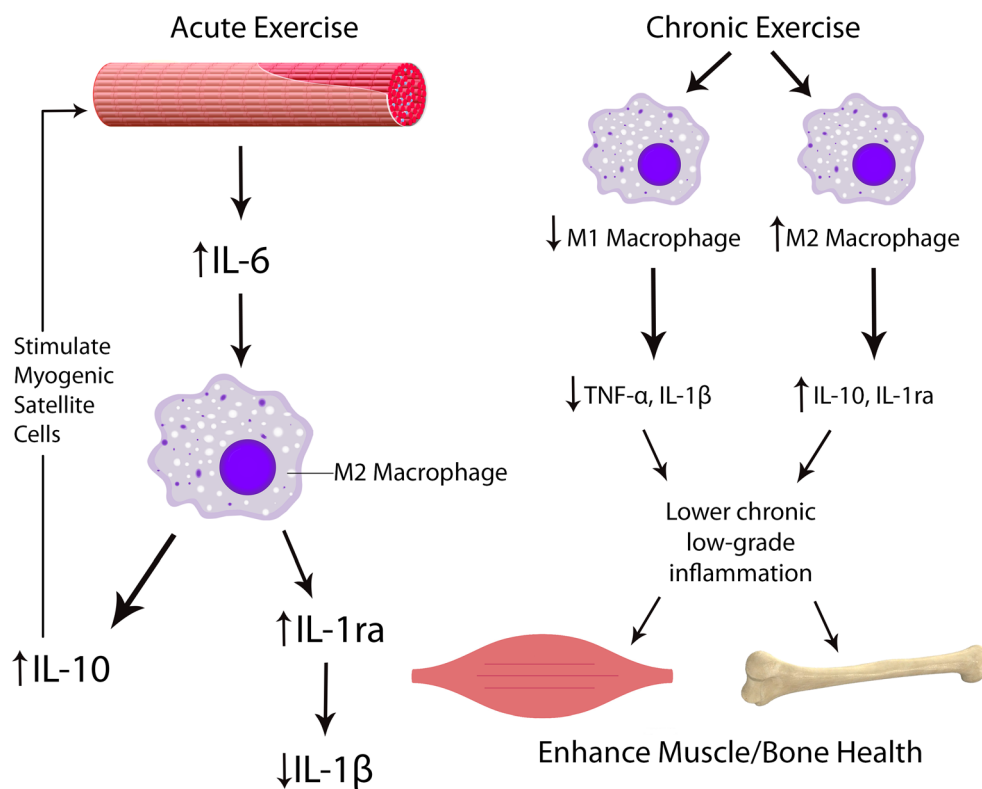 Acute Exercise
↑IL-6
Stimulate
Myogenic
Satellite
Cells
M2 Macrophage
↑IL-10
↑IL-1ra
↓IL-1β
Chronic Exercise
↓M1 Macrophage
↑M2 Macrophage
↓TNF-α, IL-1β
↑IL-10, IL-1ra
Lower chronic
low-grade
inflammation
Enhance Muscle/Bone Health